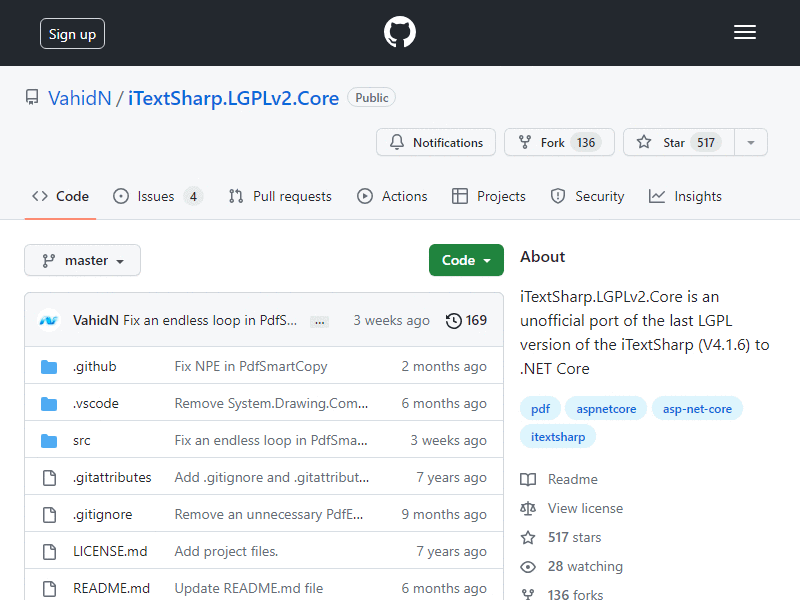 Sign up
VahidN / iTextSharp.LGPLv2.Core Public
Notifications Fork 136 Star 517
Code Issues 4 Pull requests Actions Projects Security Insights
master Code
VahidN Fix an endless loop in PdfS... ... 3 weeks ago 169
.github Fix NPE in PdfSmartCopy 2 months ago
.vscode Remove System.Drawing.Com... 6 months ago
src Fix an endless loop in PdfSma... 3 weeks ago
.gitattributes Add .gitignore and .gitattribut... 7 years ago
.gitignore Remove an unnecessary PdfE... 9 months ago
LICENSE.md Add project files. 7 years ago
README.md Update README.md file 6 months ago
About
iTextSharp.LGPLv2.Core is an
unofficial port of the last LGPL
version of the iTextSharp (V4.1.6) to
.NET Core
pdf aspnetcore asp-net-core
itextsharp
Readme
View license
517 stars
28 watching
136 forks